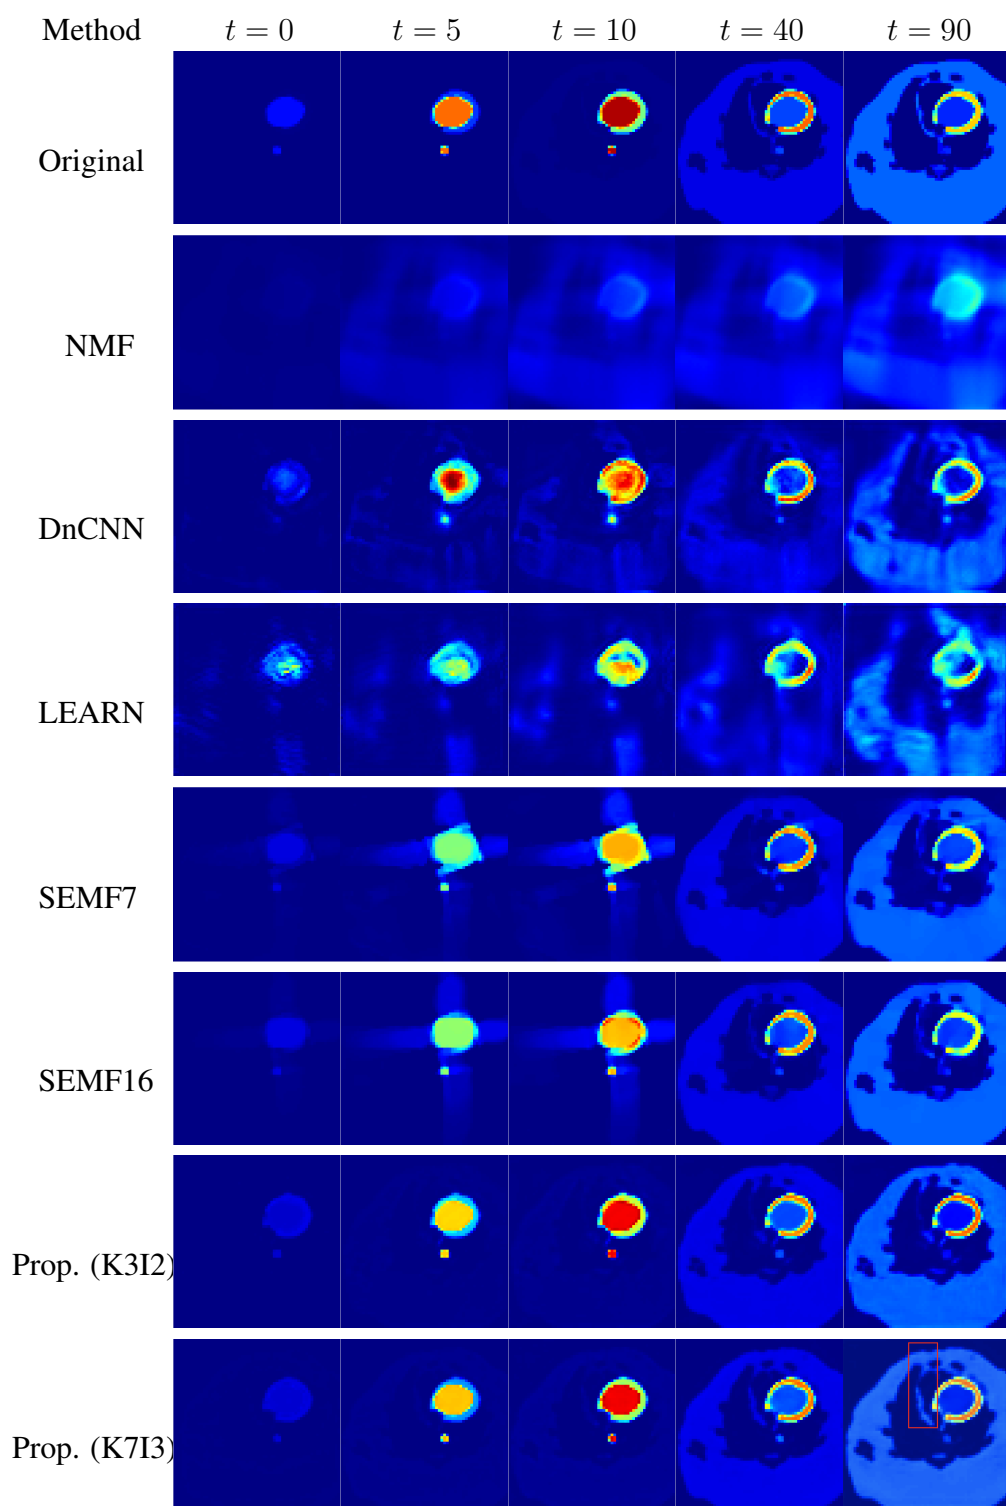 Method t = 0 t = 5 t = 10 t = 40 t = 90
Original
NMF
DnCNN
LEARN
SEMF7
SEMF16
Prop. (K3I2)
Prop. (K7I3)